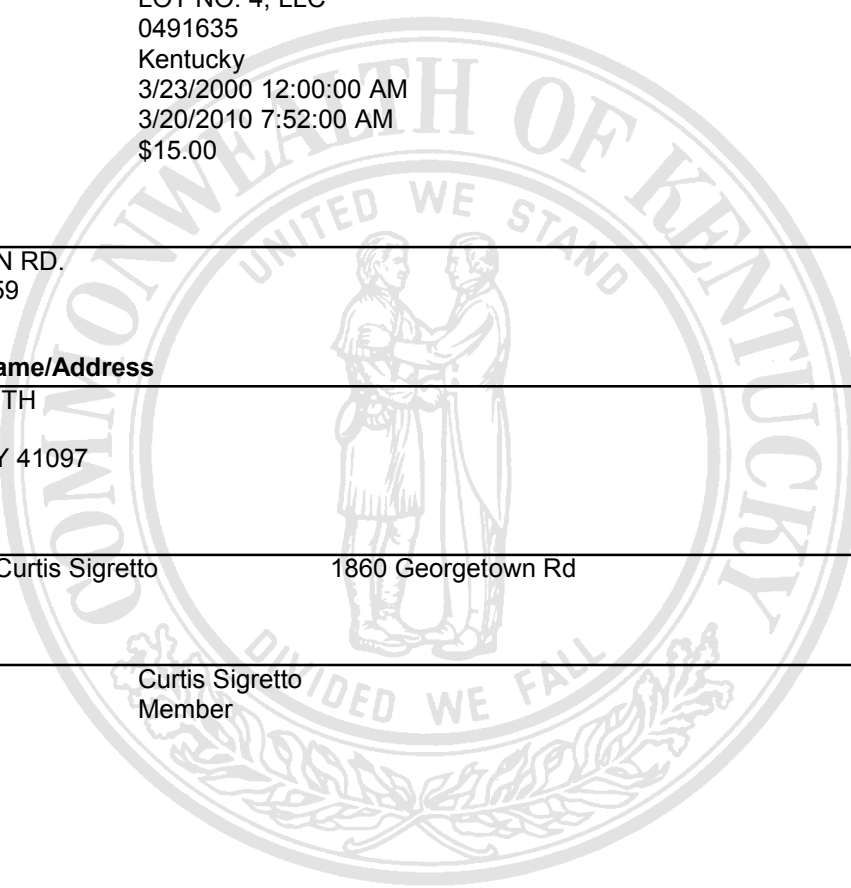 LOT NO. 4, LLC
0491635
Kentucky
3/23/2000 12:00:00 AM
3/20/2010 7:52:00 AM
$15.00
COMMONWEALTH OF KENTUCKY
UNITED WE STAND
N RD.
59
ame/Address
TH
Y 41097
Curtis Sigretto 1860 Georgetown Rd
Curtis Sigretto
Member
DIVIDED WE FALL